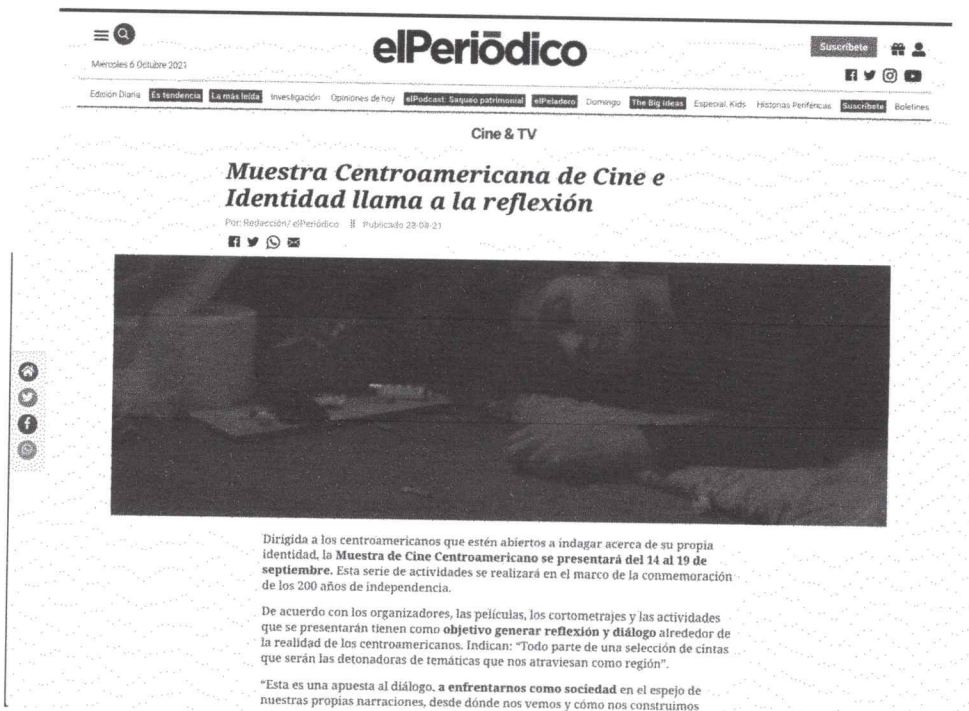 elPeriódico
Suscríbete
Miércoles 6 Octubre 2021
Edición Diaria Es tendencia La más leída Investigación Opiniones de hoy elPodcast: Saqueo patrimonial elPeladero Domingo The Big Ideas Especial Kids Historias Periféricas Suscríbete Boletines
Cine & TV
Muestra Centroamericana de Cine e
Identidad llama a la reflexión
Por: Redacción/ elPeriódico || Publicado 28-08-21
Dirigida a los centroamericanos que estén abiertos a indagar acerca de su propia
identidad, la Muestra de Cine Centroamericano se presentará del 14 al 19 de
septiembre. Esta serie de actividades se realizará en el marco de la conmemoración
de los 200 años de independencia.
De acuerdo con los organizadores, las películas, los cortometrajes y las actividades
que se presentarán tienen como objetivo generar reflexión y diálogo alrededor de
la realidad de los centroamericanos. Indican: “Todo parte de una selección de cintas
que serán las detonadoras de temáticas que nos atraviesan como región”.
“Esta es una apuesta al diálogo, a enfrentarnos como sociedad en el espejo de
nuestras propias narraciones, desde dónde nos vemos y cómo nos construimos